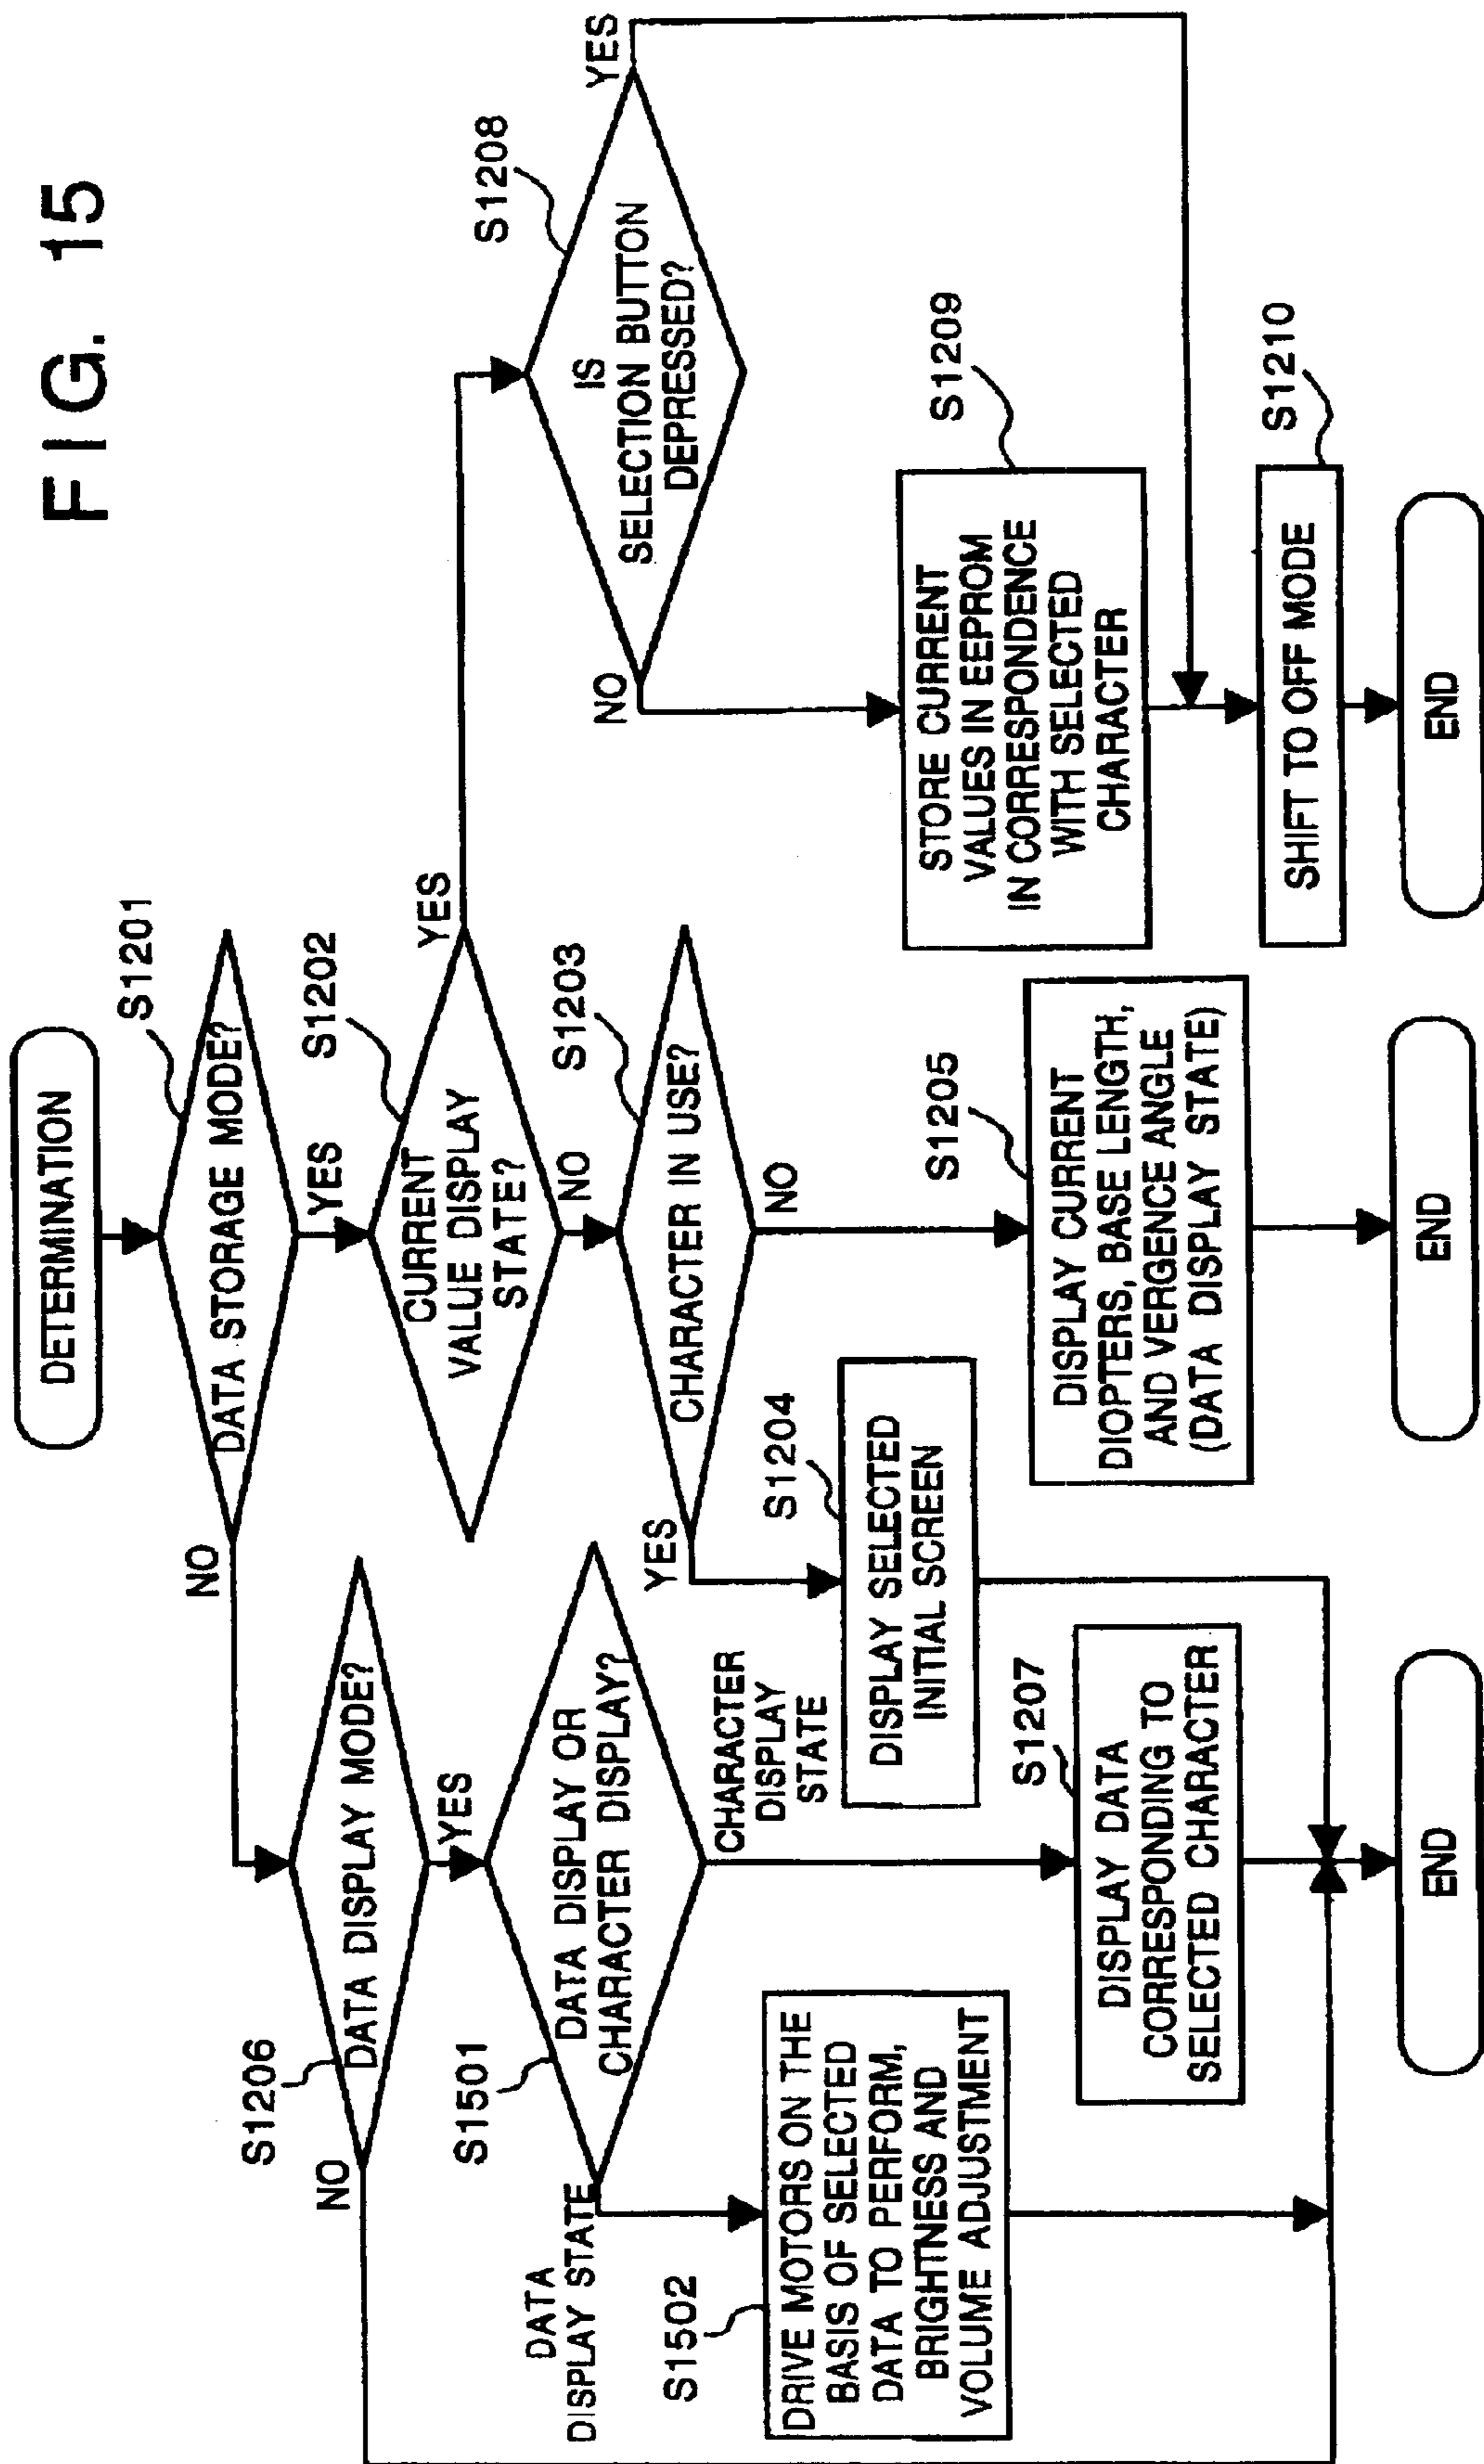 FIG. 15
DETERMINATION
S1201
DATA STORAGE MODE?
NO
YES
S1202
CURRENT
VALUE DISPLAY
STATE?
YES
NO
S1203
CHARACTER IN USE?
YES
NO
S1208
IS
SELECTION BUTTON
DEPRESSED?
YES
NO
S1206
DATA DISPLAY MODE?
NO
YES
S1501
DATA DISPLAY OR
CHARACTER DISPLAY?
DATA
DISPLAY STATE
CHARACTER
DISPLAY
STATE
S1502
DRIVE MOTORS ON THE
BASIS OF SELECTED
DATA TO PERFORM,
BRIGHTNESS AND
VOLUME ADJUSTMENT
S1204
DISPLAY SELECTED
INITIAL SCREEN
S1207
DISPLAY DATA
CORRESPONDING TO
SELECTED CHARACTER
S1205
DISPLAY CURRENT
DIOPTERS, BASE LENGTH,
AND VERGENCE ANGLE
(DATA DISPLAY STATE)
S1209
STORE CURRENT
VALUES IN EEPROM
IN CORRESPONDENCE
WITH SELECTED
CHARACTER
S1210
SHIFT TO OFF MODE
END
END
END